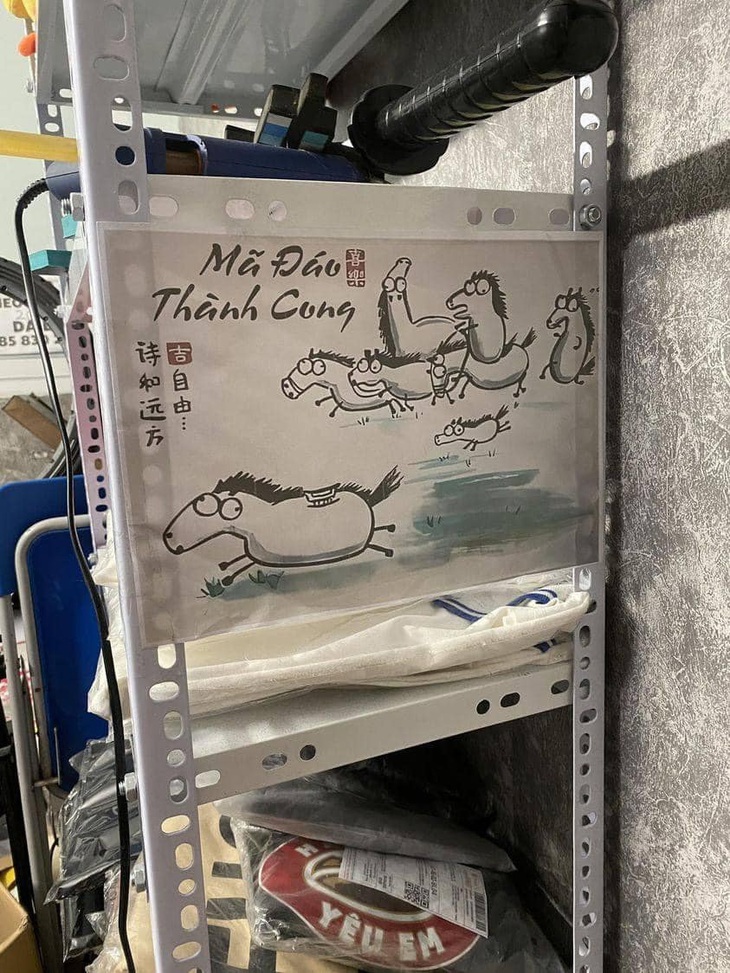 Mã Đáo
喜樂
Thành Cong
吉
自由…
诗和远方
YÊU EM